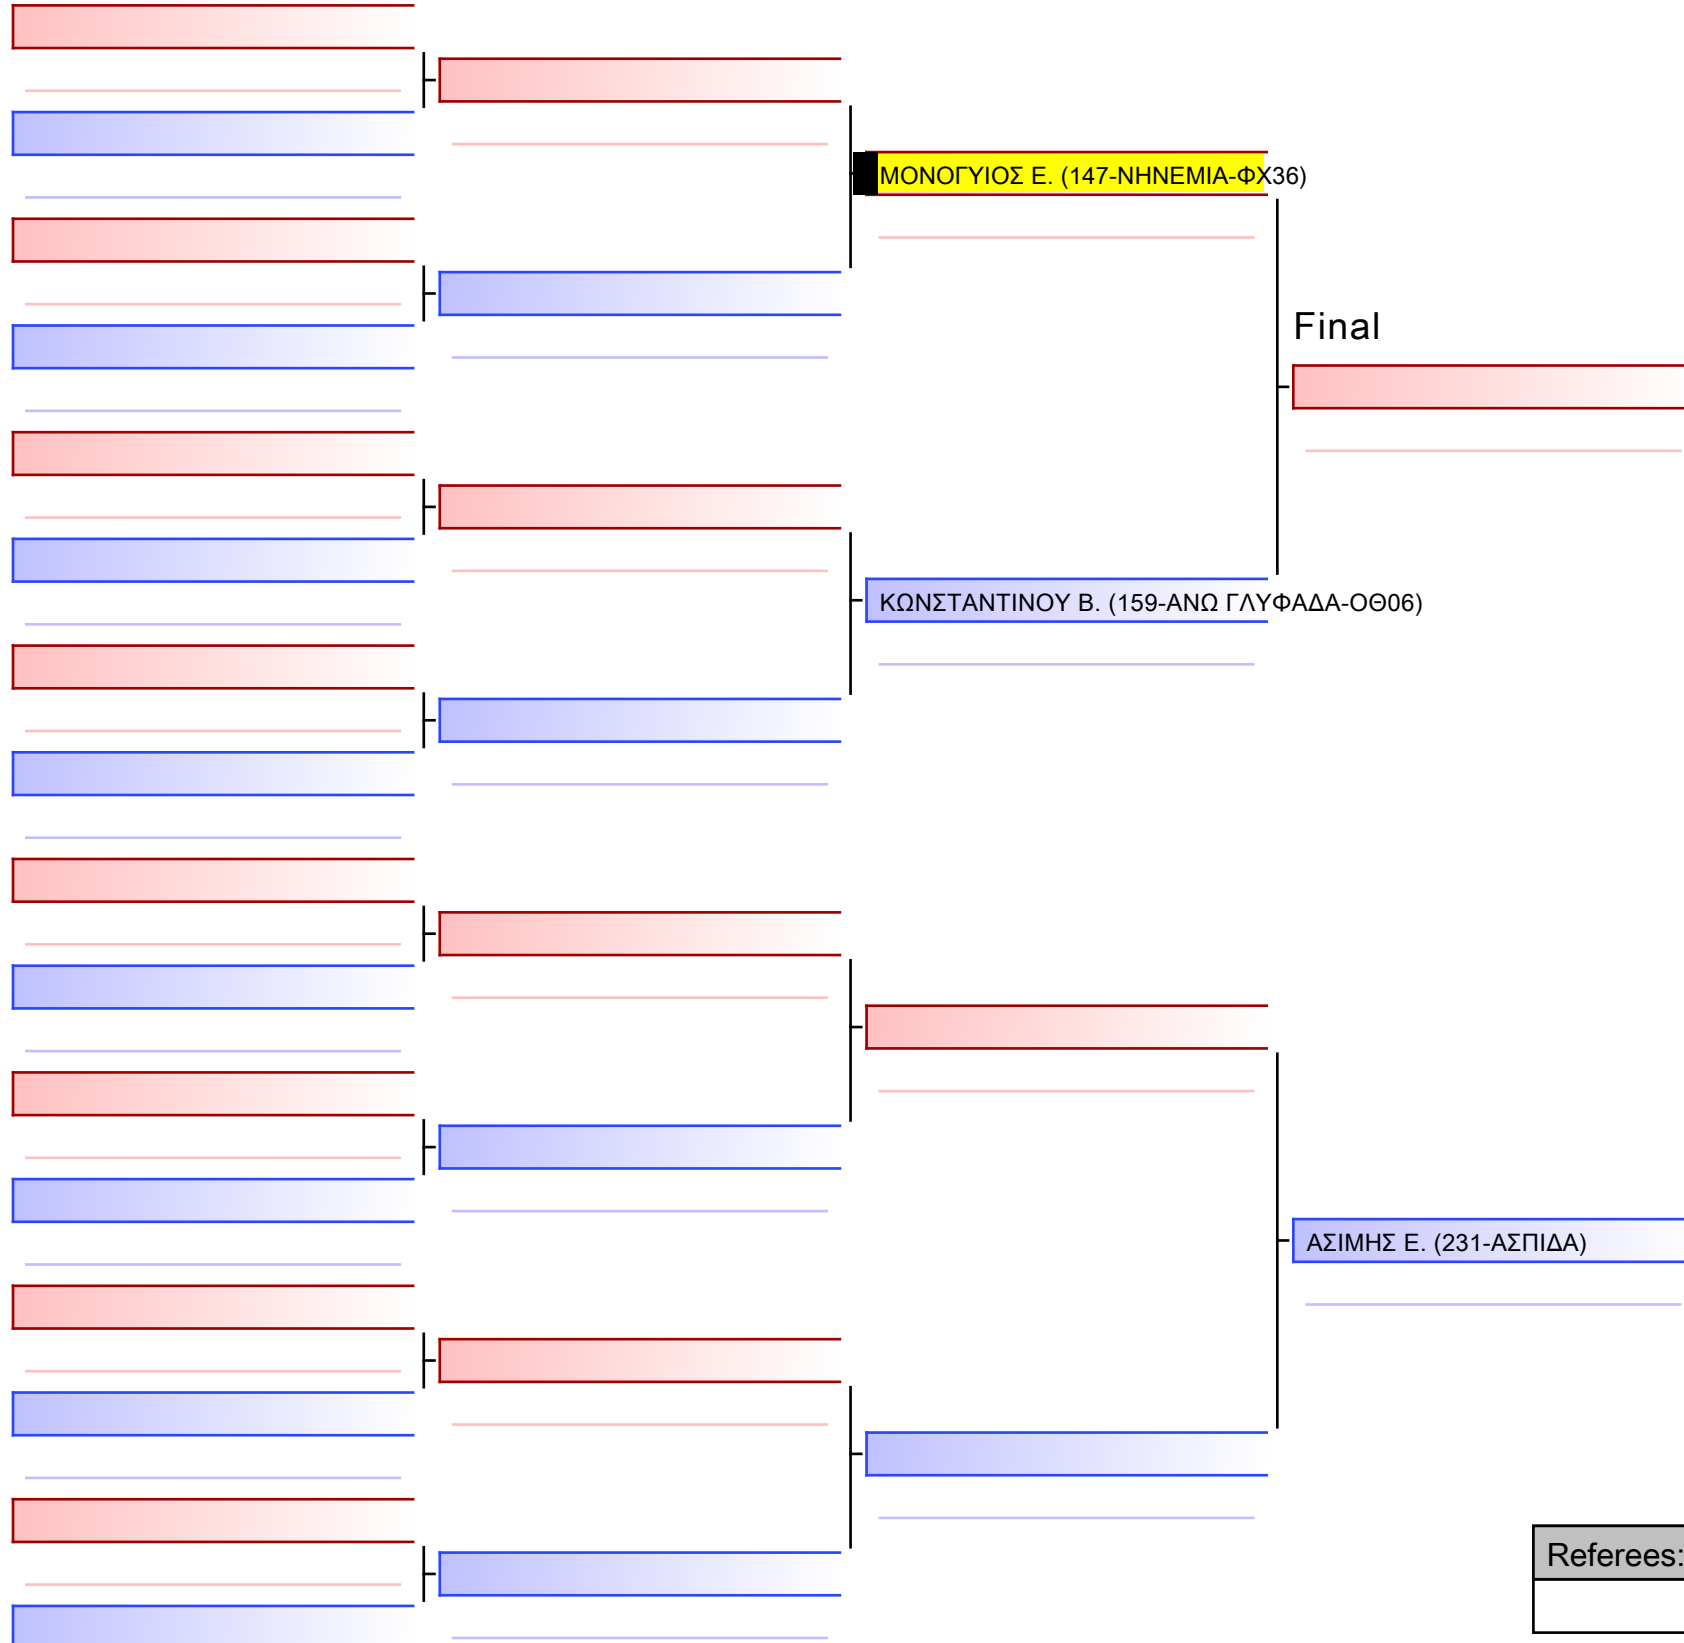 ΜΟΝΟΓΥΙΟΣ Ε. (147-ΝΗΝΕΜΙΑ-ΦΧ36)
Final
ΚΩΝΣΤΑΝΤΙΝΟΥ Β. (159-ΑΝΩ ΓΛΥΦΑΔΑ-ΟΘ06)
ΑΣΙΜΗΣ Ε. (231-ΑΣΠΙΔΑ)
Referees: